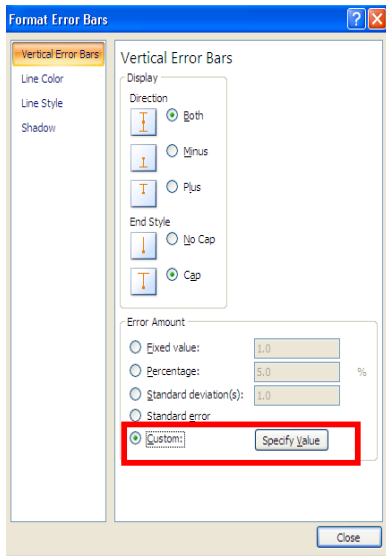 Format Error Bars
Vertical Error Bars
Line Color
Line Style
Shadow
Vertical Error Bars
Display
Direction
Both
Minus
Plus
End Style
No Cap
Cap
Error Amount
Fixed value: 1.0
Percentage: 5.0 %
Standard deviation(s): 1.0
Standard error
Custom: Specify Value
Close